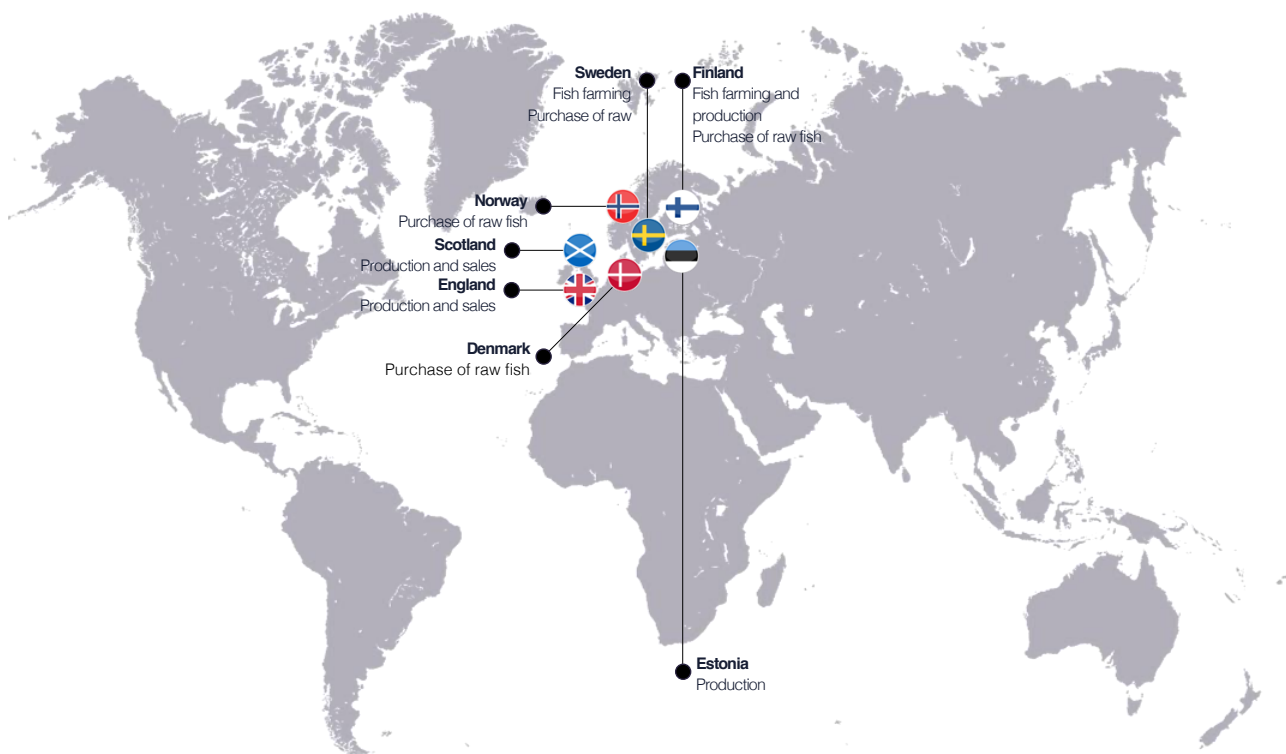 Sweden
Fish farming
Purchase of raw
Finland
Fish farming and
production
Purchase of raw fish
Norway
Purchase of raw fish
Scotland
Production and sales
England
Production and sales
Denmark
Purchase of raw fish
Estonia
Production